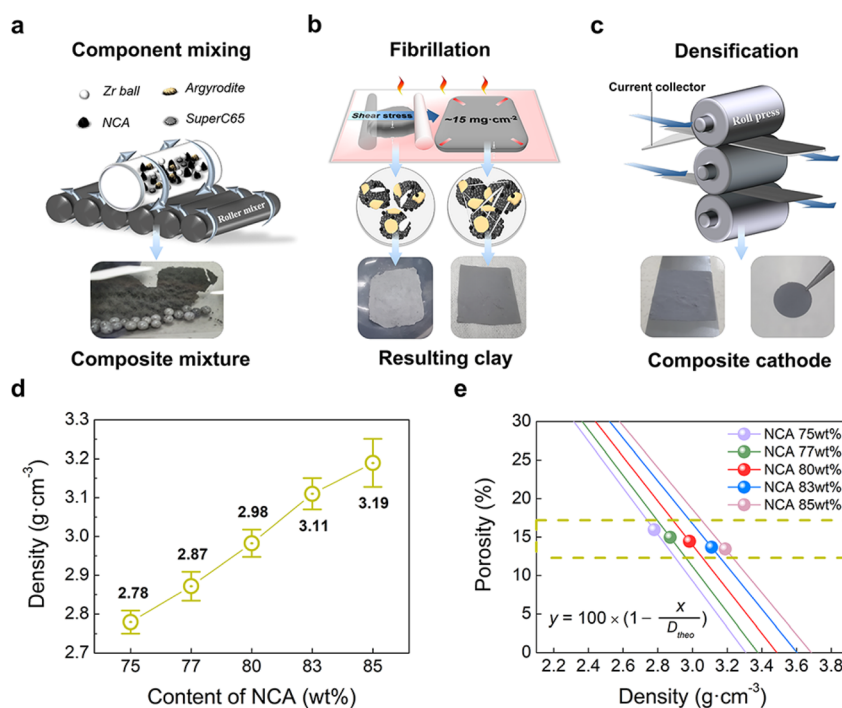 a
Component mixing
Zr ball
Argyrodite
NCA
SuperC65
Roller mixer
Composite mixture
b
Fibrillation
Shear stress
~15 mg·cm⁻²
Resulting clay
c
Densification
Current collector
Roll press
Composite cathode
d
3.3
3.2
3.1
3.0
2.9
2.8
2.7
Density (g·cm⁻³)
2.78
2.87
2.98
3.11
3.19
75
77
80
83
85
Content of NCA (wt%)
e
30
25
20
15
10
5
0
Porosity (%)
NCA 75wt%
NCA 77wt%
NCA 80wt%
NCA 83wt%
NCA 85wt%
y = 100 × (1 − x / D_theo)
2.2
2.4
2.6
2.8
3.0
3.2
3.4
3.6
3.8
Density (g·cm⁻³)